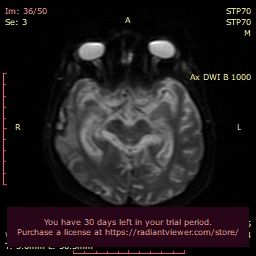 Im: 36/50
Se: 3
A
STP70
STP70
M
Ax DWI B 1000
R
L
You have 30 days left in your trial period.
Purchase a license at https://radiantviewer.com/store/